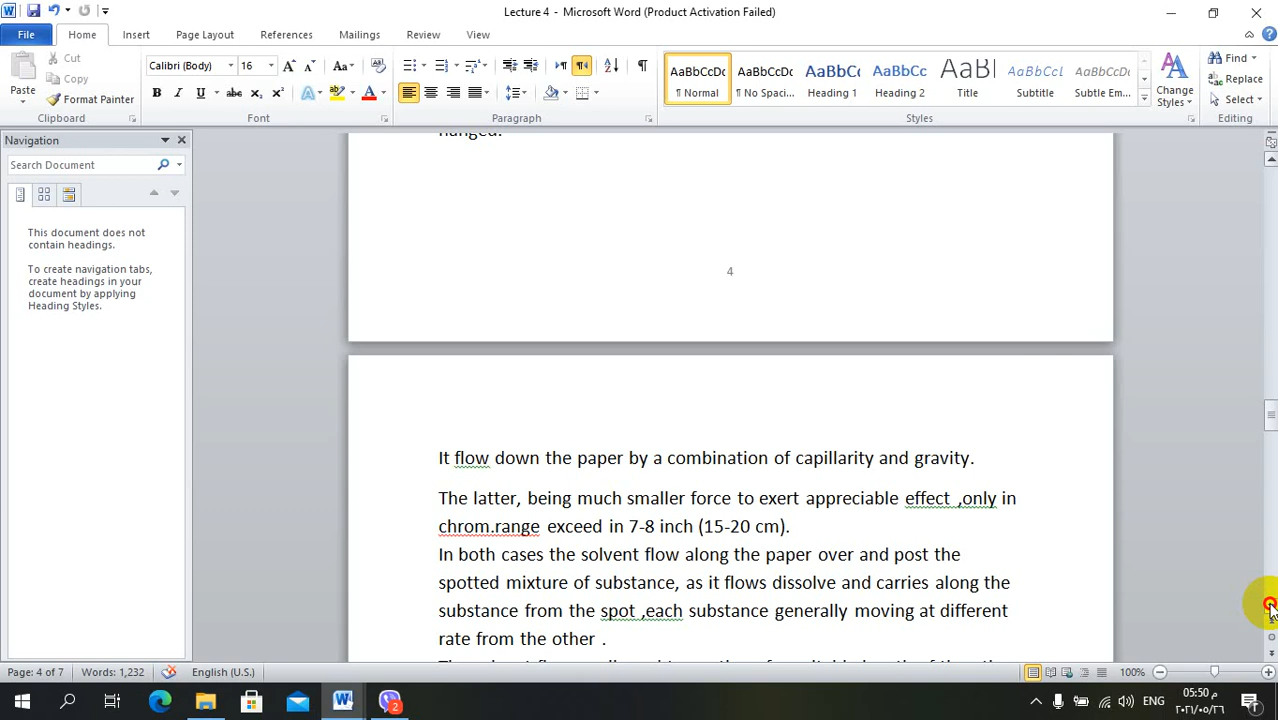 Lecture 4 - Microsoft Word (Product Activation Failed)
File Home Insert Page Layout References Mailings Review View
Cut
Copy
Format Painter
Paste
Calibri (Body) 16
AaBbCcDc AaBbCcDc AaBbCc AaBbCc AaBl AaBbCcl AaBbCcDc
¶ Normal ¶ No Spaci... Heading 1 Heading 2 Title Subtitle Subtle Em...
Change
Styles
Find
Replace
Select
Clipboard Font Paragraph Styles Editing
Navigation
Search Document
This document does not
contain headings.
To create navigation tabs,
create headings in your
document by applying
Heading Styles.
hanged.
4
It flow down the paper by a combination of capillarity and gravity.
The latter, being much smaller force to exert appreciable effect ,only in
chrom.range exceed in 7-8 inch (15-20 cm).
In both cases the solvent flow along the paper over and post the
spotted mixture of substance, as it flows dissolve and carries along the
substance from the spot ,each substance generally moving at different
rate from the other .
Page: 4 of 7 Words: 1,232 English (U.S.) 100%
2
ENG
05:50 م
٢٠٢١/٠٥/٢٦